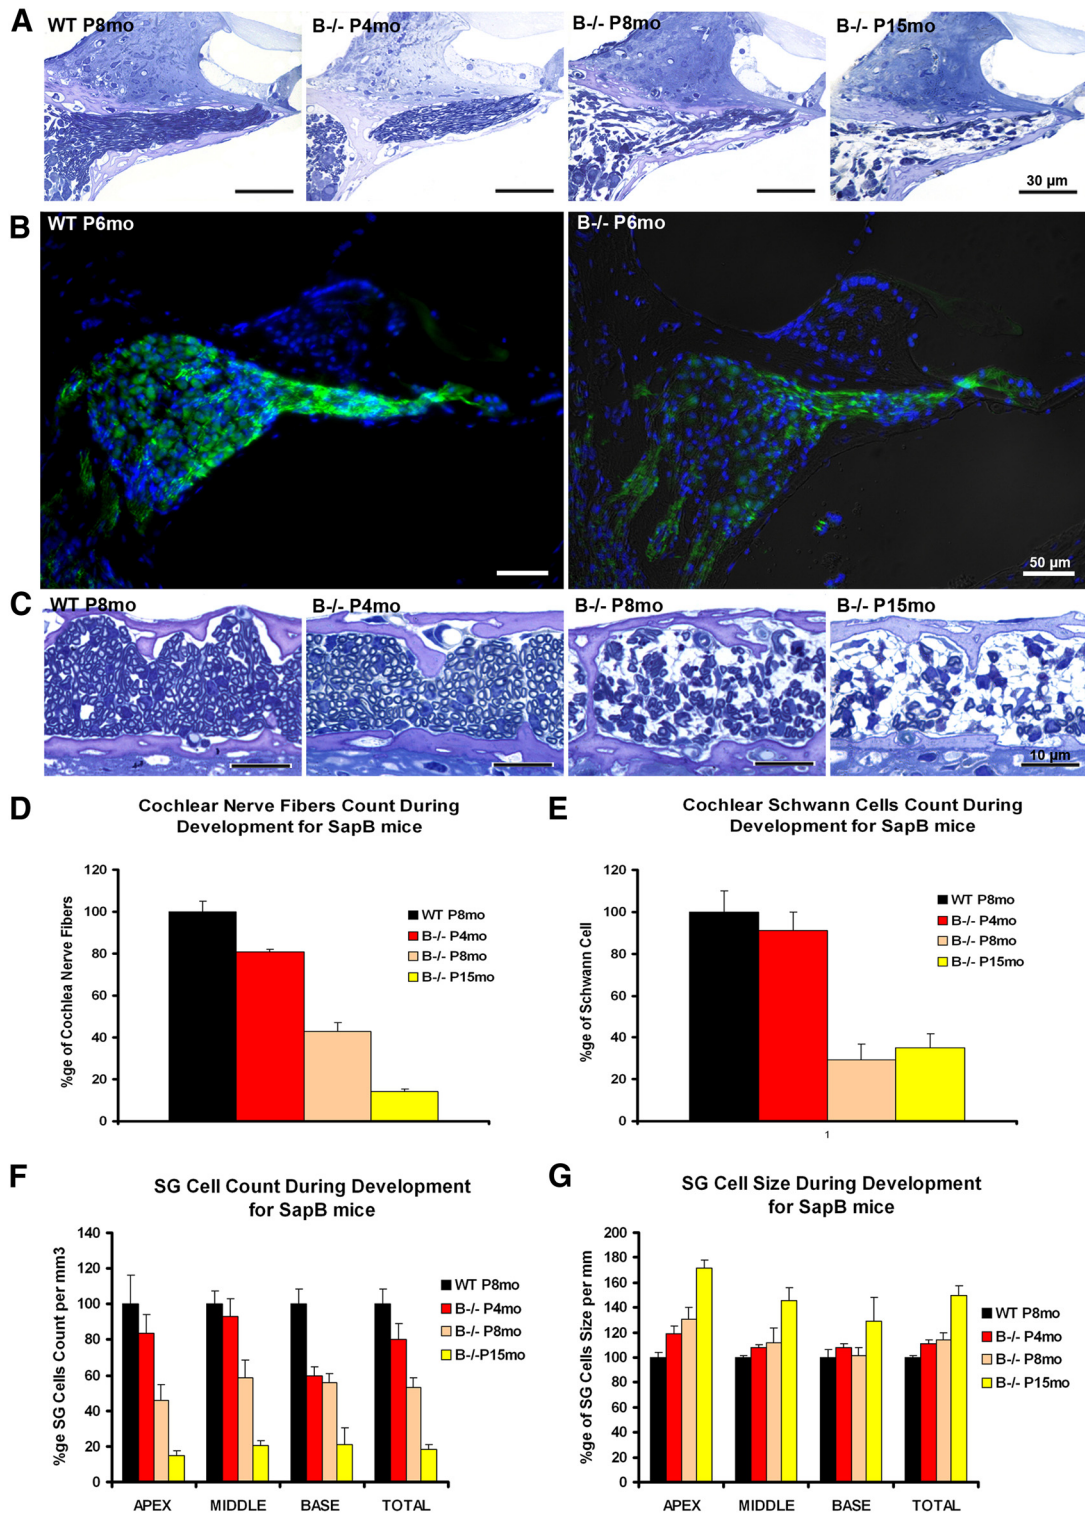 A
WT P8mo
B-/- P4mo
B-/- P8mo
B-/- P15mo
30 µm
B
WT P6mo
B-/- P6mo
50 µm
C
WT P8mo
B-/- P4mo
B-/- P8mo
B-/- P15mo
10 µm
D
Cochlear Nerve Fibers Count During
Development for SapB mice
%ge of Cochlea Nerve Fibers
120
100
80
60
40
20
0
WT P8mo
B-/- P4mo
B-/- P8mo
B-/- P15mo
E
Cochlear Schwann Cells Count During
Development for SapB mice
%ge of Schwann Cell
120
100
80
60
40
20
0
1
WT P8mo
B-/- P4mo
B-/- P8mo
B-/- P15mo
F
SG Cell Count During Development
for SapB mice
%ge SG Cells Count per mm3
140
120
100
80
60
40
20
0
APEX
MIDDLE
BASE
TOTAL
WT P8mo
B-/- P4mo
B-/- P8mo
B-/-P15mo
G
SG Cell Size During Development
for SapB mice
%ge of SG Cells Size per mm
200
180
160
140
120
100
80
60
40
20
0
APEX
MIDDLE
BASE
TOTAL
WT P8mo
B-/- P4mo
B-/- P8mo
B-/- P15mo